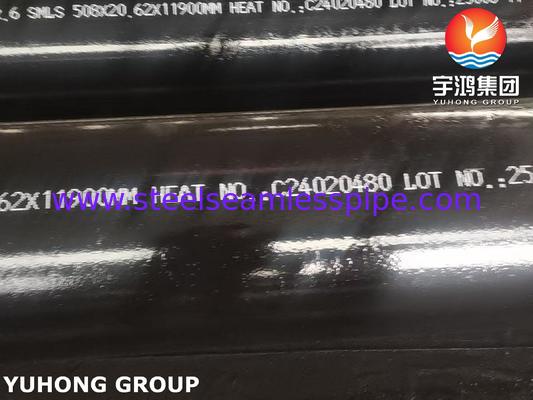 .6 SMLS 508X20.62X11900MM HEAT NO.:C24020480 LOT NO.:
宇鸿集团
YUHONG GROUP
62X11900MM HEAT NO.:C24020480 LOT NO.:25
www.steelseamlesspipe.com
YUHONG GROUP